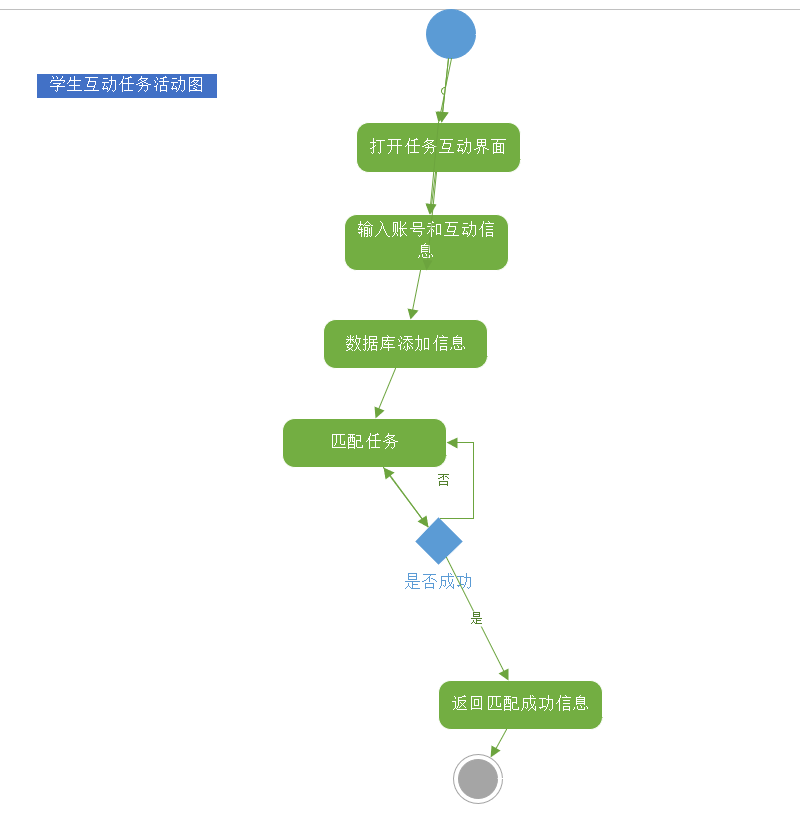 学生互动任务活动图
打开任务互动界面
输入账号和互动信
息
数据库添加信息
匹配任务
否
是否成功
是
返回匹配成功信息